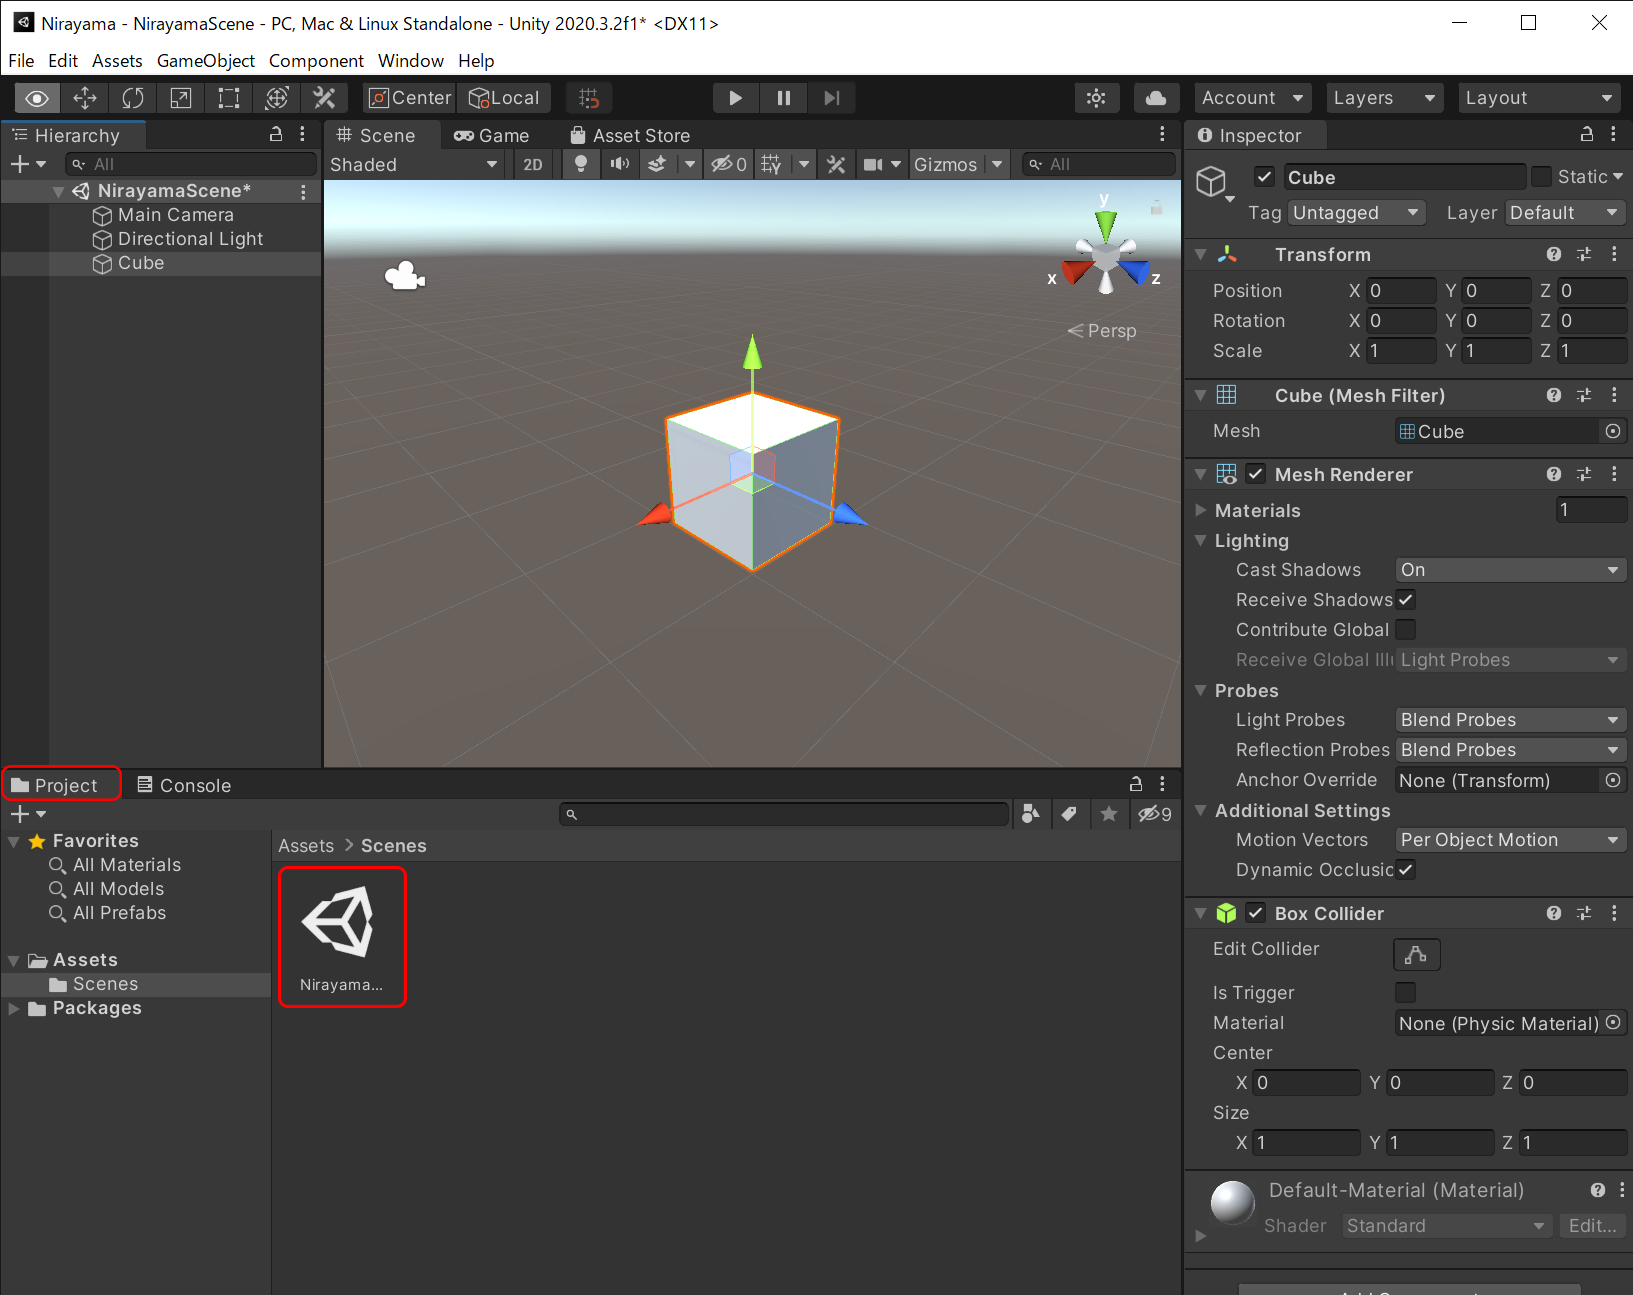 Nirayama - NirayamaScene - PC, Mac & Linux Standalone - Unity 2020.3.2f1* <DX11>
File Edit Assets GameObject Component Window Help
Center Local Account Layers Layout
Hierarchy
All
NirayamaScene*
Main Camera
Directional Light
Cube
Scene Game Asset Store
Shaded 2D 0 Gizmos All
y
x z
Persp
Inspector
Cube Static
Tag Untagged Layer Default
Transform
Position X 0 Y 0 Z 0
Rotation X 0 Y 0 Z 0
Scale X 1 Y 1 Z 1
Cube (Mesh Filter)
Mesh Cube
Mesh Renderer
Materials 1
Lighting
Cast Shadows On
Receive Shadows
Contribute Global
Receive Global Illu Light Probes
Probes
Light Probes Blend Probes
Reflection Probes Blend Probes
Anchor Override None (Transform)
Additional Settings
Motion Vectors Per Object Motion
Dynamic Occlusic
Box Collider
Edit Collider
Is Trigger
Material None (Physic Material)
Center
X 0 Y 0 Z 0
Size
X 1 Y 1 Z 1
Default-Material (Material)
Shader Standard Edit...
Project Console
9
Favorites
All Materials
All Models
All Prefabs
Assets
Scenes
Packages
Assets > Scenes
Nirayama...